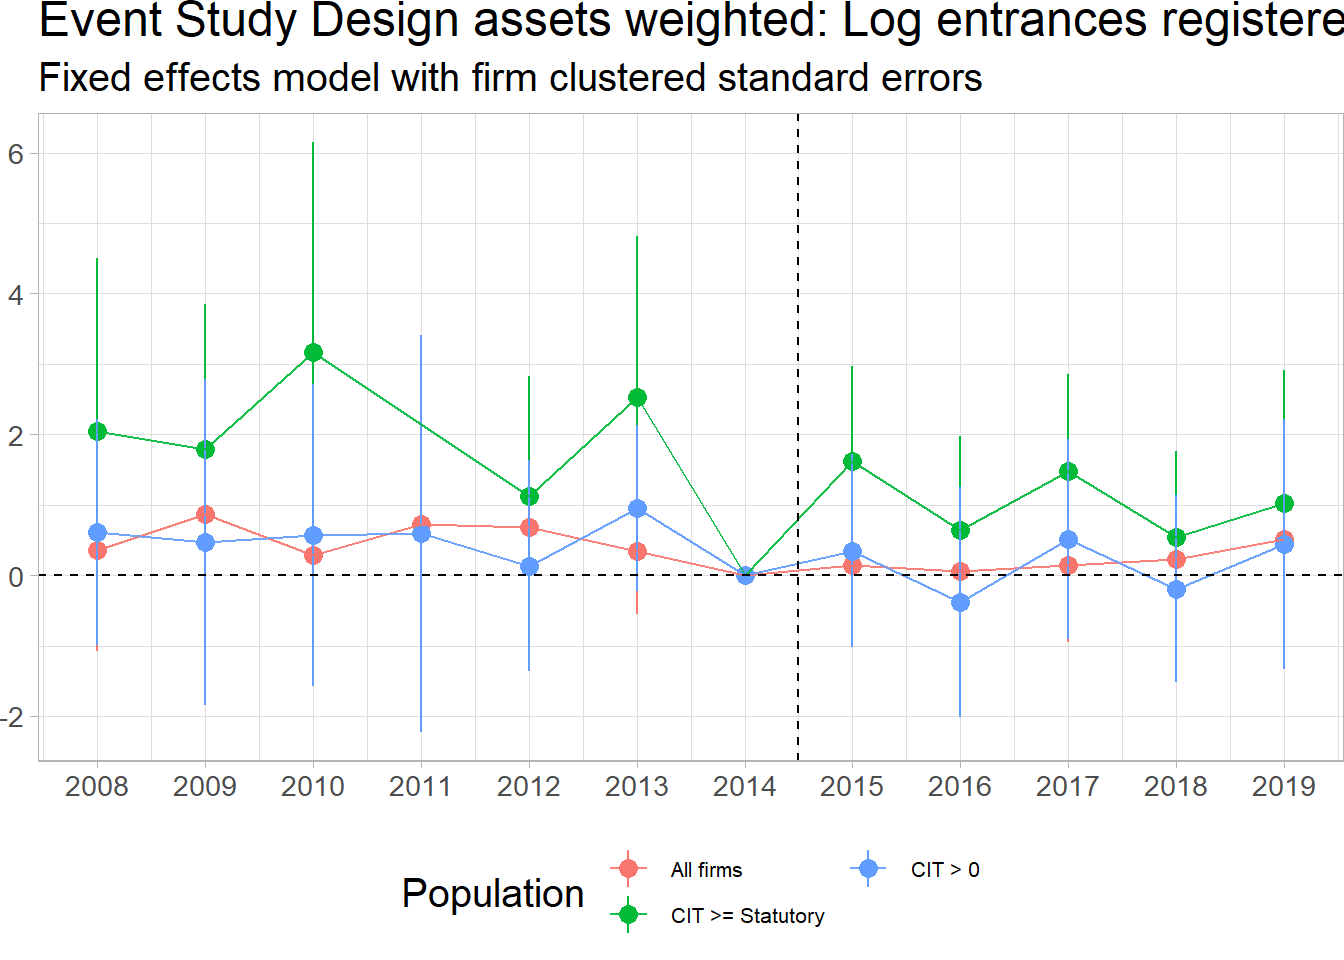 Event Study Design assets weighted: Log entrances registere
Fixed effects model with firm clustered standard errors
6
4
2
0
-2
2008 2009 2010 2011 2012 2013 2014 2015 2016 2017 2018 2019
Population
All firms
CIT > 0
CIT >= Statutory